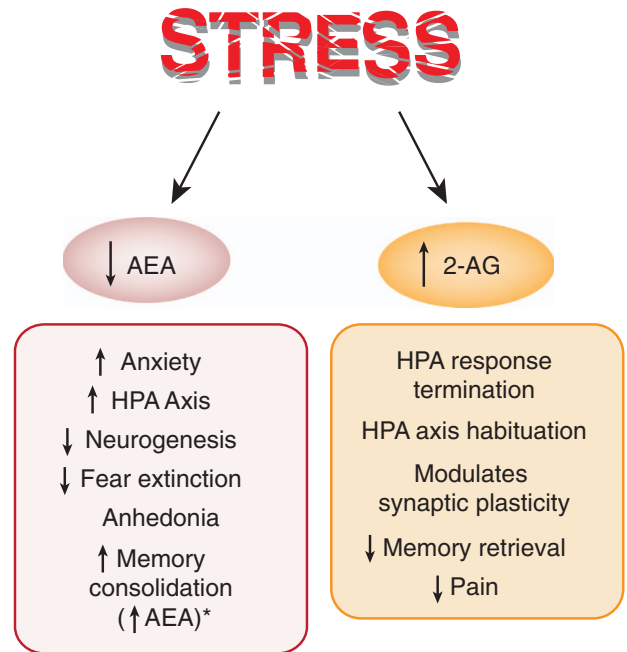 STRESS
↓ AEA
↑ 2-AG
↑ Anxiety
↑ HPA Axis
↓ Neurogenesis
↓ Fear extinction
Anhedonia
↑ Memory
consolidation
(↑AEA)*
HPA response
termination
HPA axis habituation
Modulates
synaptic plasticity
↓ Memory retrieval
↓ Pain